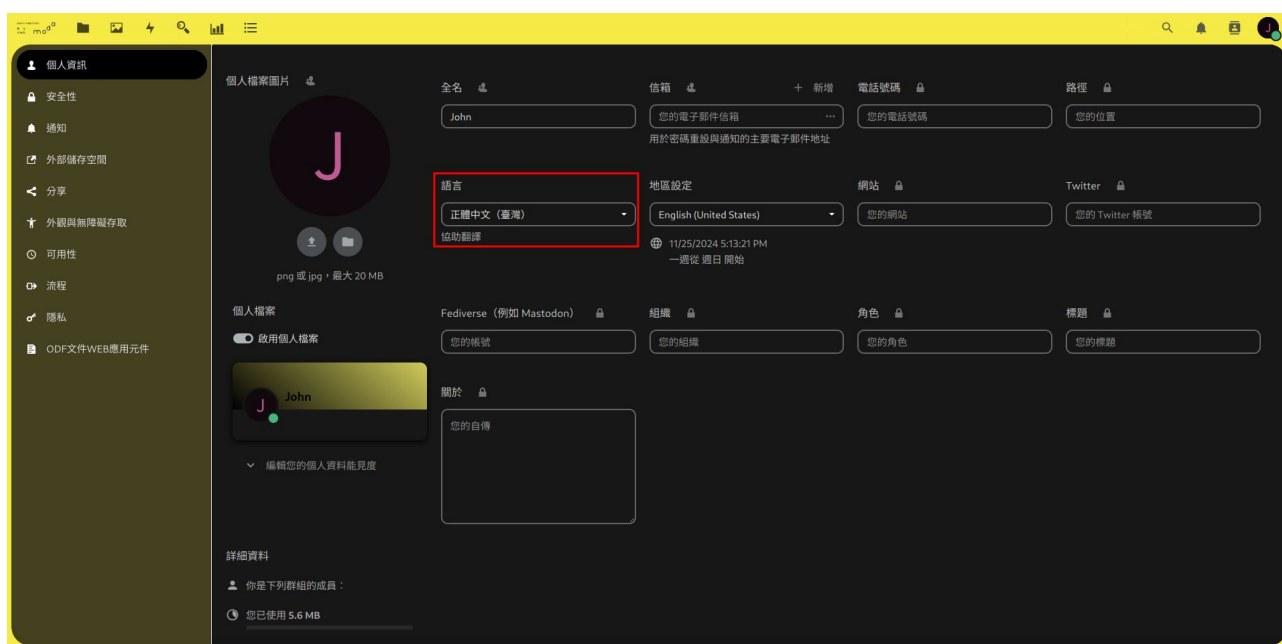 moda
個人資訊
安全性
通知
外部儲存空間
分享
外觀與無障礙存取
可用性
流程
隱私
ODF文件WEB應用元件
個人檔案圖片
J
png 或 jpg，最大 20 MB
個人檔案
啟用個人檔案
J
John
編輯您的個人資料能見度
詳細資料
你是下列群組的成員：
您已使用 5.6 MB
全名
John
信箱
+ 新增
您的電子郵件信箱
用於密碼重設與通知的主要電子郵件地址
電話號碼
您的電話號碼
路徑
您的位置
語言
正體中文（臺灣）
協助翻譯
地區設定
English (United States)
11/25/2024 5:13:21 PM
一週從 週日 開始
網站
您的網站
Twitter
您的 Twitter 帳號
Fediverse（例如 Mastodon）
您的帳號
組織
您的組織
角色
您的角色
標題
您的標題
關於
您的自傳
J